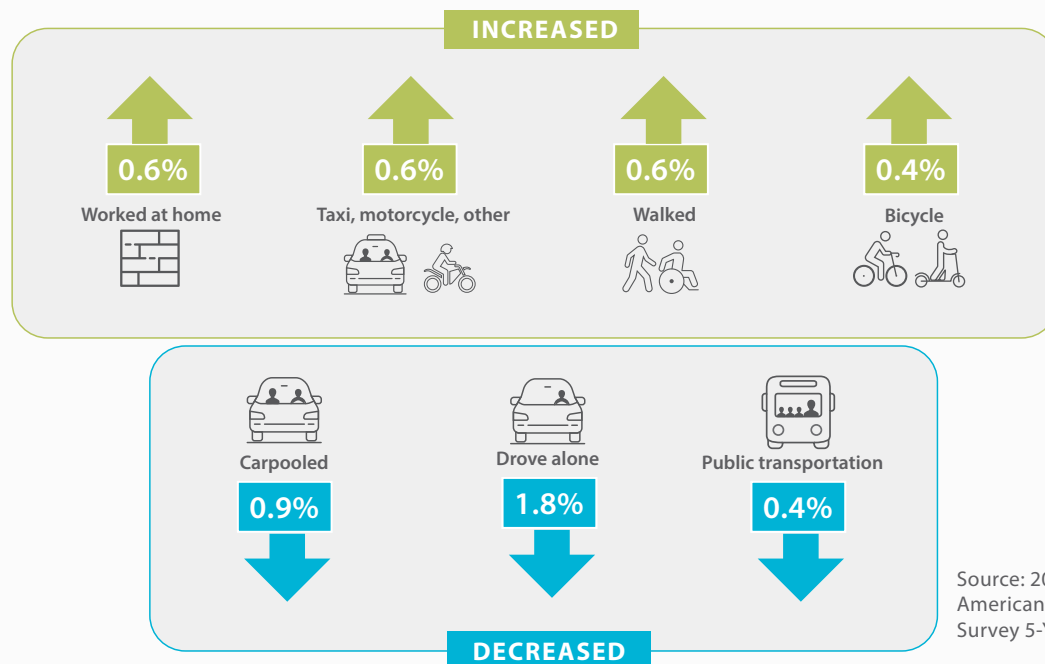 INCREASED
0.6% 0.6% 0.6% 0.4%
Worked at home Taxi, motorcycle, other Walked Bicycle
Carpooled Drove alone Public transportation
0.9% 1.8% 0.4%
Source:
American
Survey
DECREASED